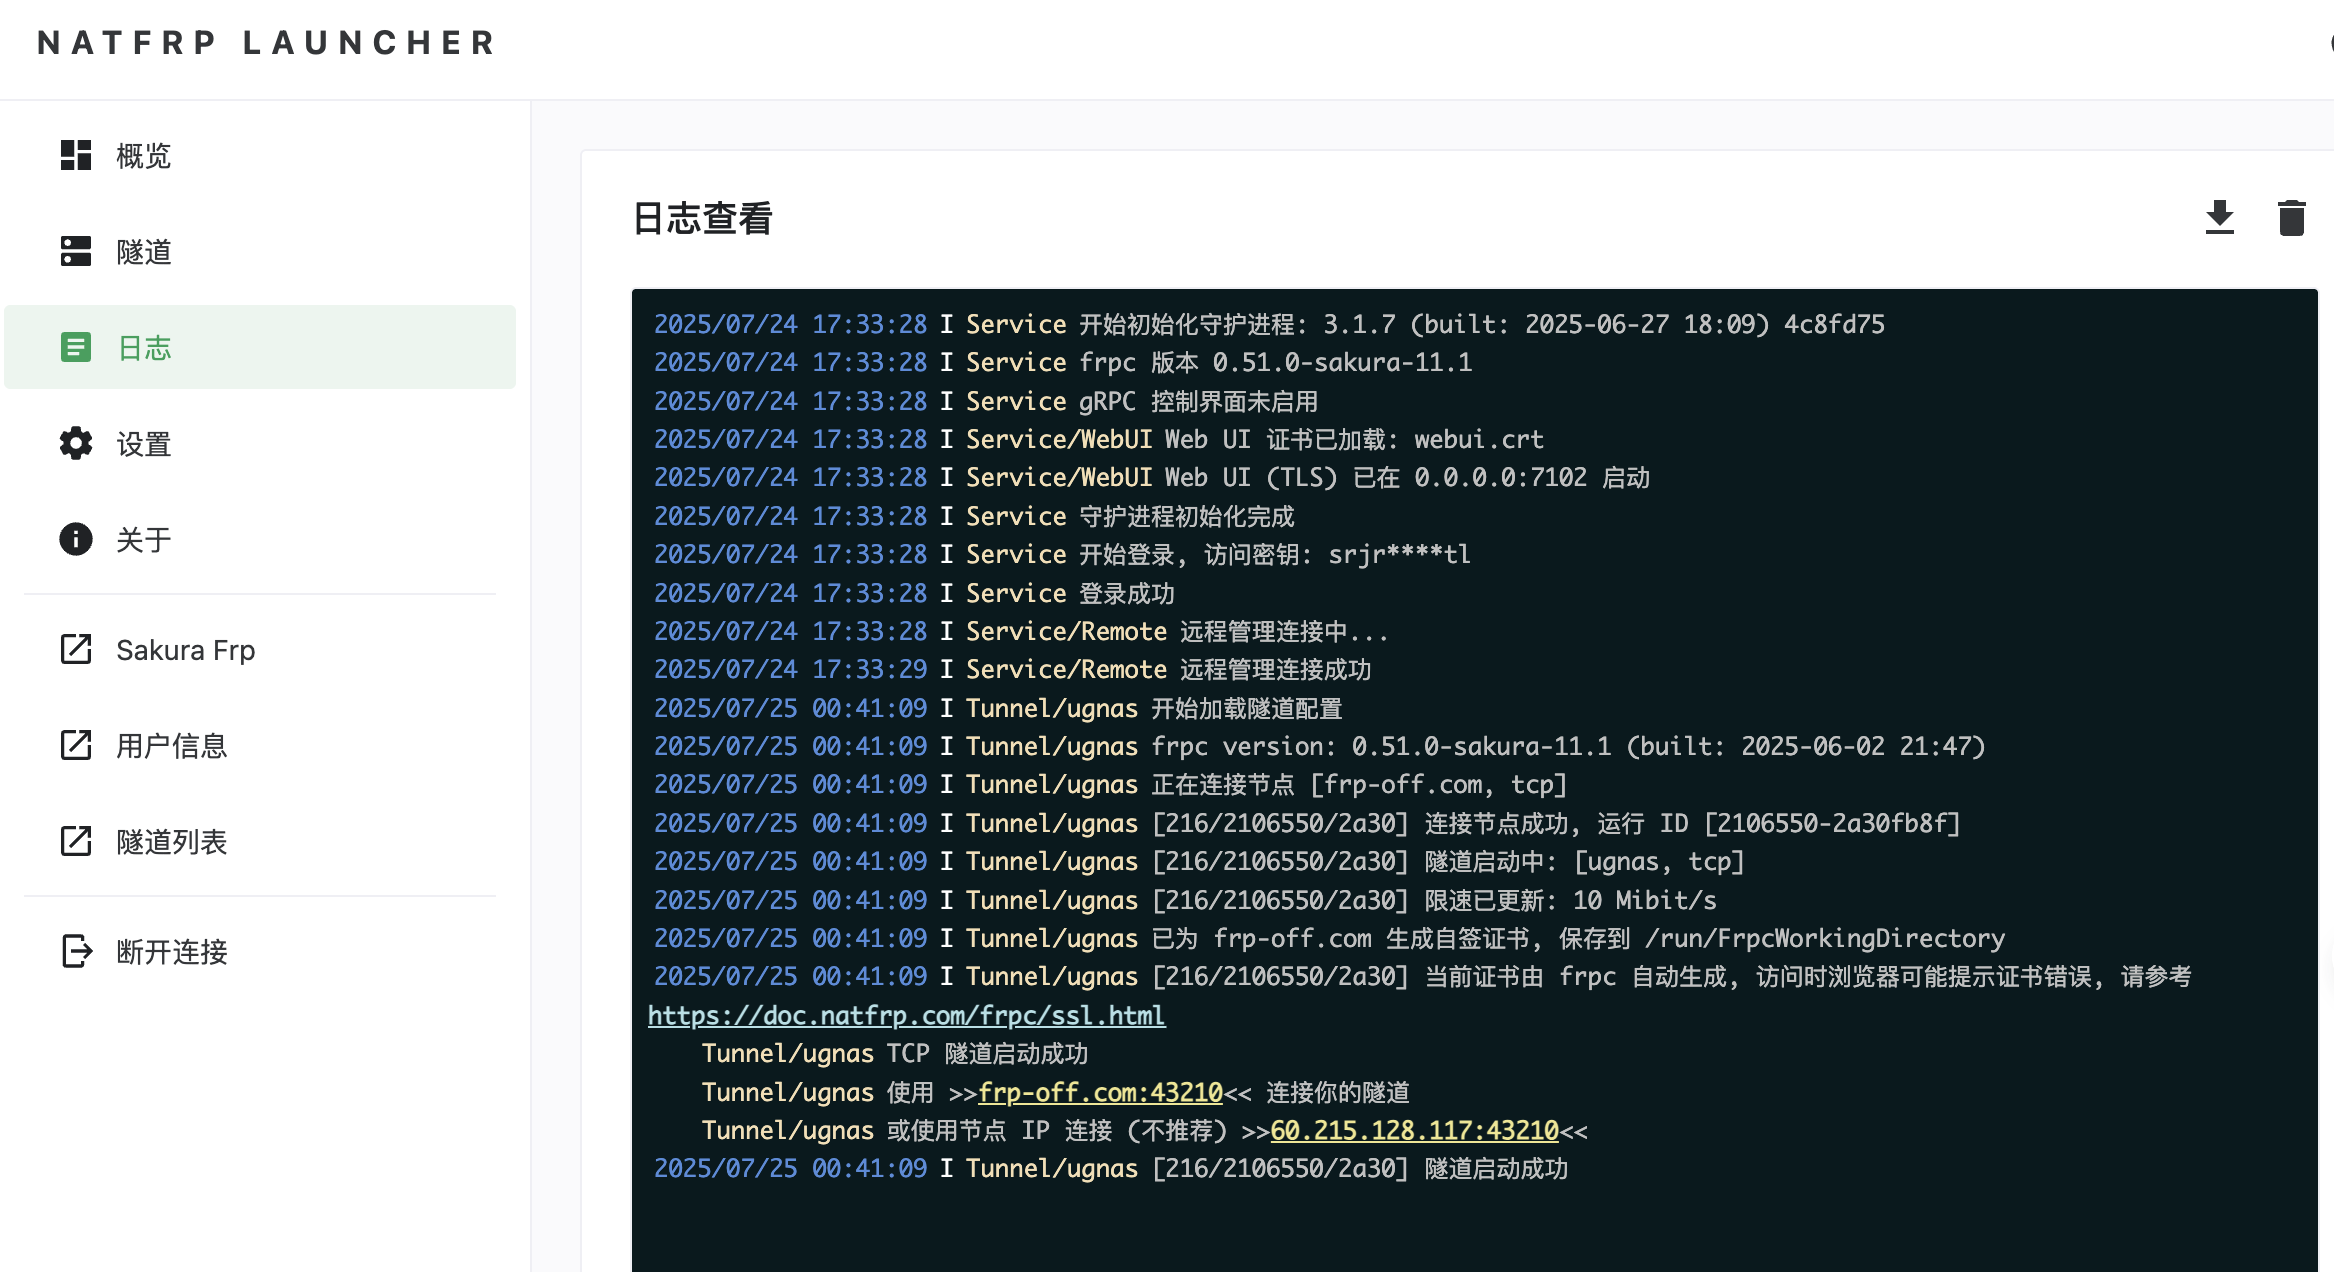 NATFRP LAUNCHER
概览
隧道
日志
设置
关于
Sakura Frp
用户信息
隧道列表
断开连接
日志查看
2025/07/24 17:33:28 I Service 开始初始化守护进程: 3.1.7 (built: 2025-06-27 18:09) 4c8fd75
2025/07/24 17:33:28 I Service frpc 版本 0.51.0-sakura-11.1
2025/07/24 17:33:28 I Service gRPC 控制界面未启用
2025/07/24 17:33:28 I Service/WebUI Web UI 证书已加载: webui.crt
2025/07/24 17:33:28 I Service/WebUI Web UI (TLS) 已在 0.0.0.0:7102 启动
2025/07/24 17:33:28 I Service 守护进程初始化完成
2025/07/24 17:33:28 I Service 开始登录, 访问密钥: srjr****tl
2025/07/24 17:33:28 I Service 登录成功
2025/07/24 17:33:28 I Service/Remote 远程管理连接中...
2025/07/24 17:33:29 I Service/Remote 远程管理连接成功
2025/07/25 00:41:09 I Tunnel/ugnas 开始加载隧道配置
2025/07/25 00:41:09 I Tunnel/ugnas frpc version: 0.51.0-sakura-11.1 (built: 2025-06-02 21:47)
2025/07/25 00:41:09 I Tunnel/ugnas 正在连接节点 [frp-off.com, tcp]
2025/07/25 00:41:09 I Tunnel/ugnas [216/2106550/2a30] 连接节点成功, 运行 ID [2106550-2a30fb8f]
2025/07/25 00:41:09 I Tunnel/ugnas [216/2106550/2a30] 隧道启动中: [ugnas, tcp]
2025/07/25 00:41:09 I Tunnel/ugnas [216/2106550/2a30] 限速已更新: 10 Mibit/s
2025/07/25 00:41:09 I Tunnel/ugnas 已为 frp-off.com 生成自签证书, 保存到 /run/FrpcWorkingDirectory
2025/07/25 00:41:09 I Tunnel/ugnas [216/2106550/2a30] 当前证书由 frpc 自动生成, 访问时浏览器可能提示证书错误, 请参考
https://doc.natfrp.com/frpc/ssl.html
Tunnel/ugnas TCP 隧道启动成功
Tunnel/ugnas 使用 >>frp-off.com:43210<< 连接你的隧道
Tunnel/ugnas 或使用节点 IP 连接 (不推荐) >>60.215.128.117:43210<<
2025/07/25 00:41:09 I Tunnel/ugnas [216/2106550/2a30] 隧道启动成功